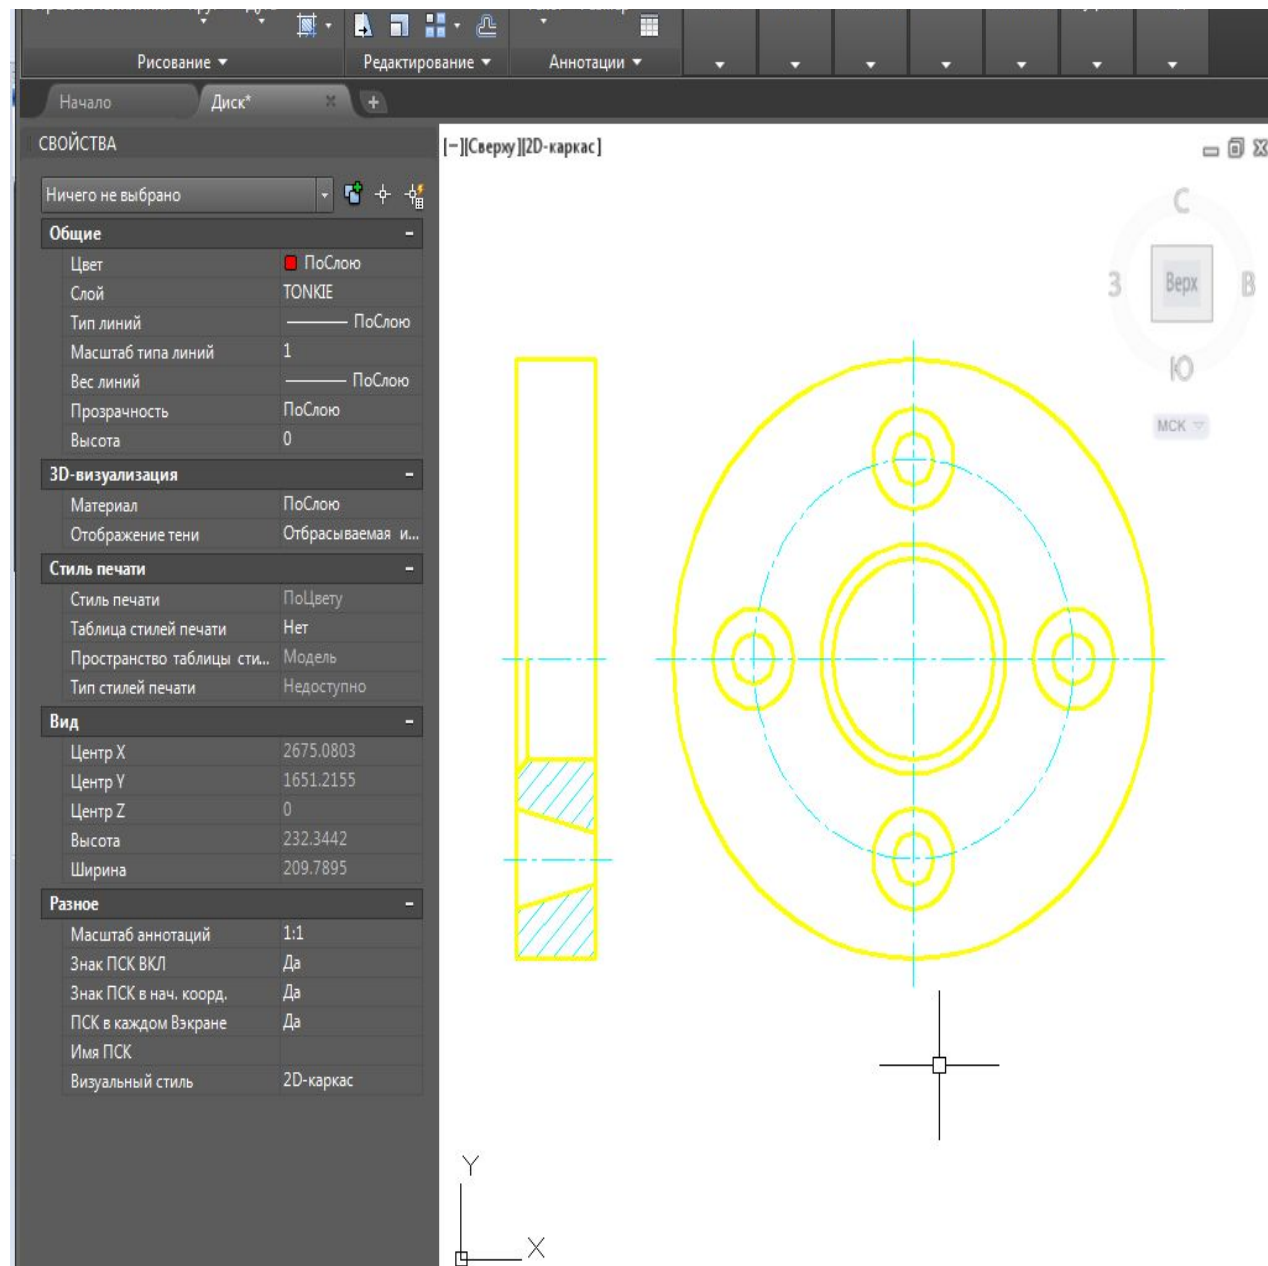 Рисование
Редактирование
Аннотации
Начало
Диск*
СВОЙСТВА
[−][Сверху][2D-каркас]
Ничего не выбрано
Общие
Цвет ПоСлою
Слой TONKIE
Тип линий ПоСлою
Масштаб типа линий 1
Вес линий ПоСлою
Прозрачность ПоСлою
Высота 0
3D-визуализация
Материал ПоСлою
Отображение тени Отбрасываемая и...
Стиль печати
Стиль печати ПоЦвету
Таблица стилей печати Нет
Пространство таблицы сти... Модель
Тип стилей печати Недоступно
Вид
Центр X 2675.0803
Центр Y 1651.2155
Центр Z 0
Высота 232.3442
Ширина 209.7895
Разное
Масштаб аннотаций 1:1
Знак ПСК ВКЛ Да
Знак ПСК в нач. коорд. Да
ПСК в каждом Вэкране Да
Имя ПСК
Визуальный стиль 2D-каркас
С
З Верх В
Ю
МСК
Y
X